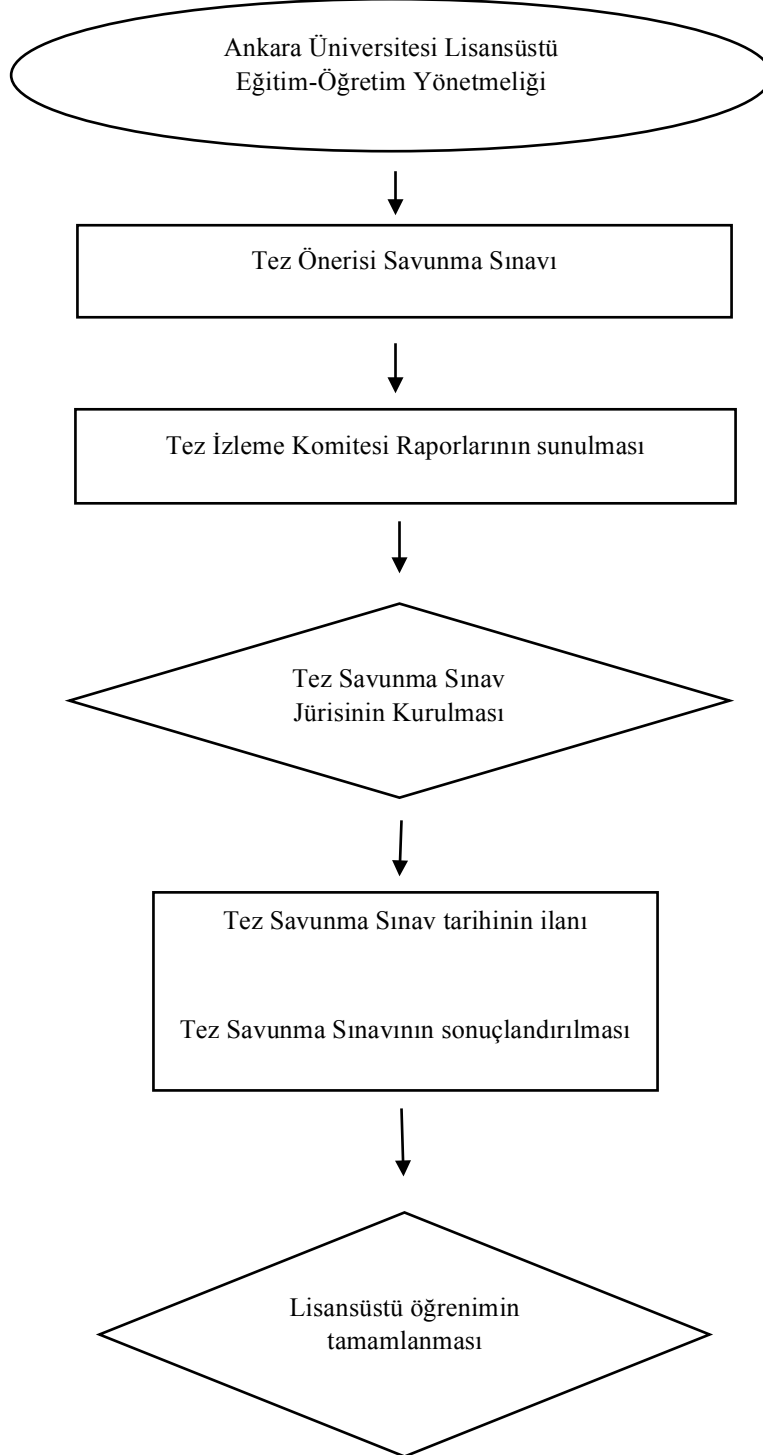 Ankara Üniversitesi Lisansüstü
Eğitim-Öğretim Yönetmeliği
Tez Önerisi Savunma Sınavı
Tez İzleme Komitesi Raporlarının sunulması
Tez Savunma Sınav
Jürisinin Kurulması
Tez Savunma Sınav tarihinin ilanı
Tez Savunma Sınavının sonuçlandırılması
Lisansüstü öğrenimin
tamamlanması